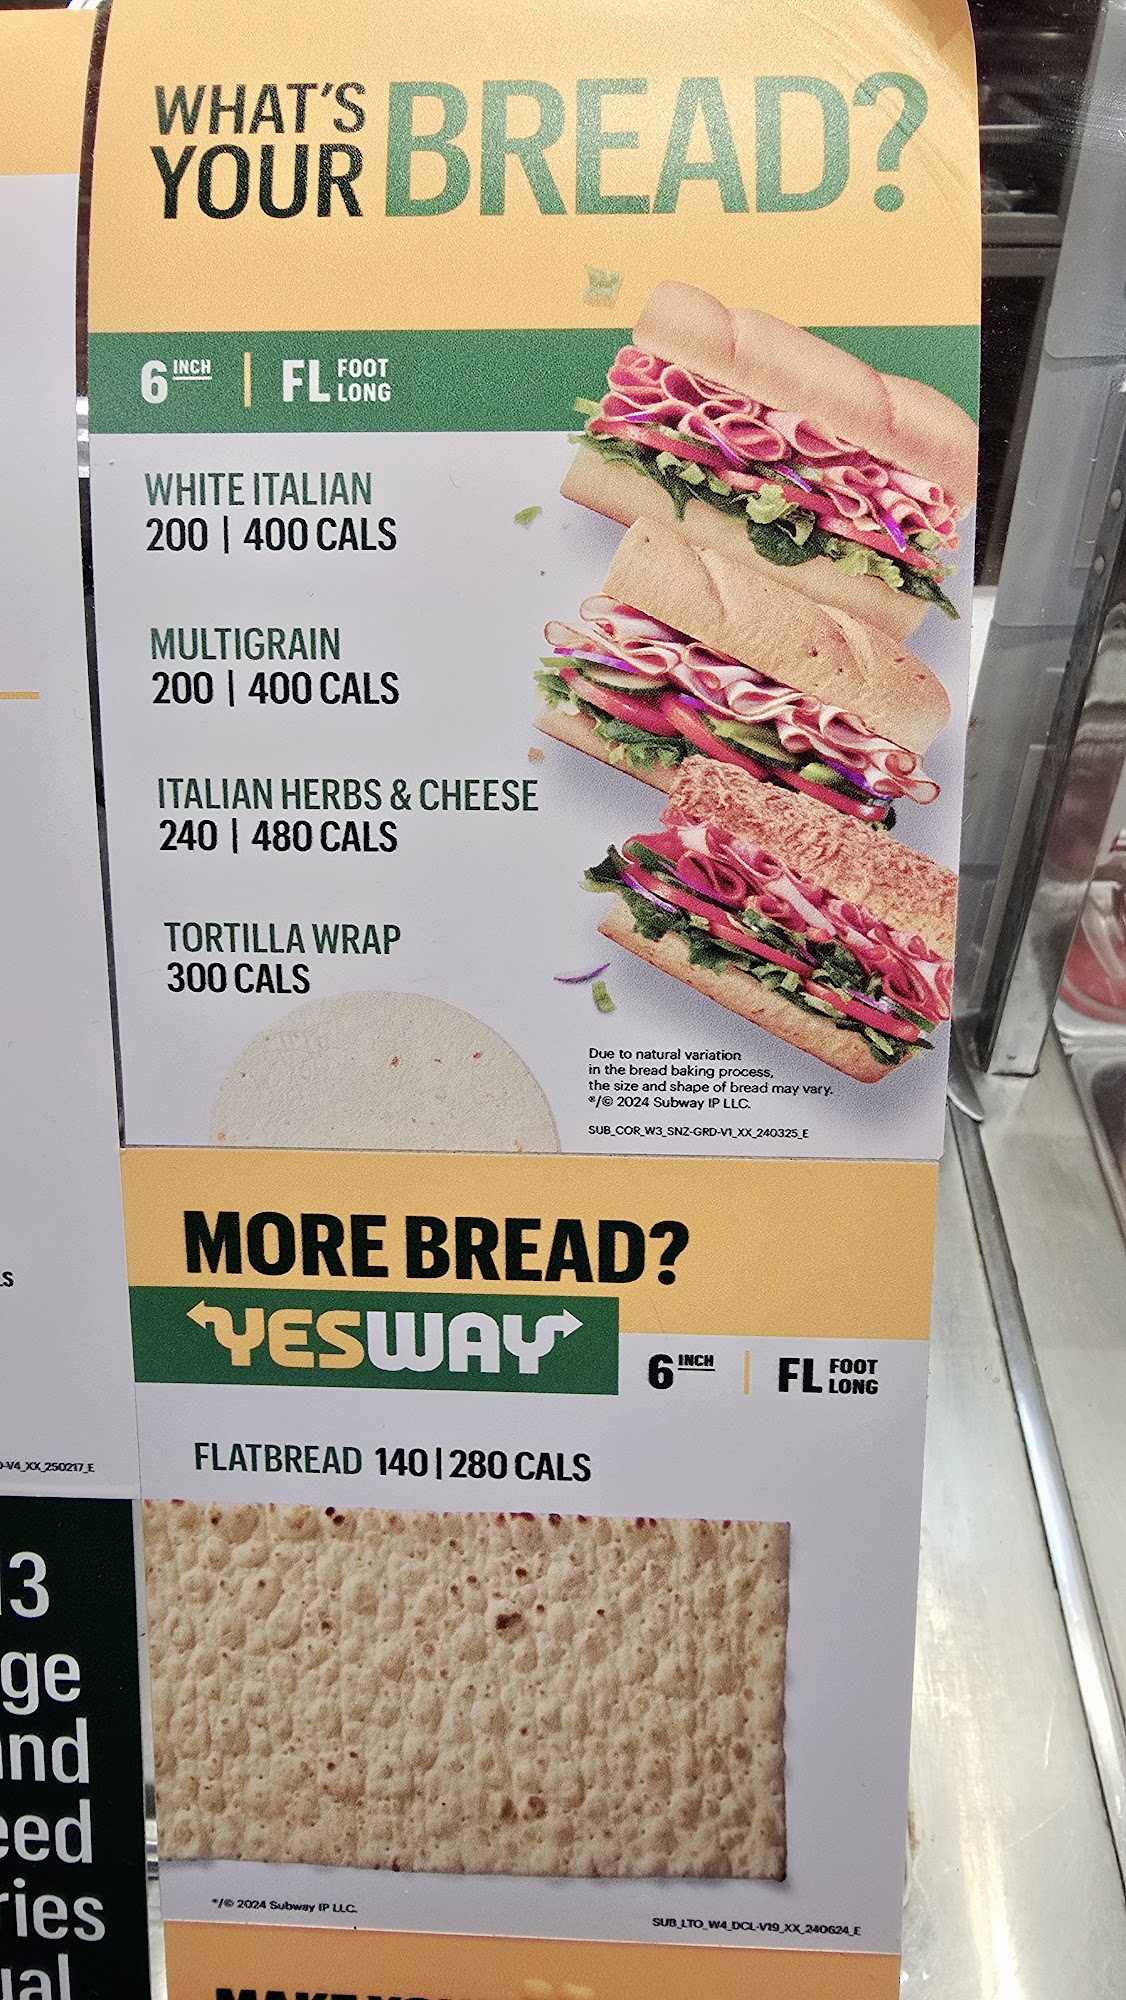 WHAT'S
YOUR BREAD?
6 INCH | FL FOOT LONG
WHITE ITALIAN
200 | 400 CALS
MULTIGRAIN
200 | 400 CALS
ITALIAN HERBS & CHEESE
240 | 480 CALS
TORTILLA WRAP
300 CALS
Due to natural variation
in the bread baking process,
the size and shape of bread may vary.
®/© 2024 Subway IP LLC.
SUB_COR_W3_SNZ-GRD-V1_XX_240325_E
MORE BREAD?
YESWAY
6 INCH | FL FOOT LONG
FLATBREAD 140 | 280 CALS
®/© 2024 Subway IP LLC.
SUB_LTO_W4_DCL-V19_XX_240624_E
-V4_XX_250217_E
13